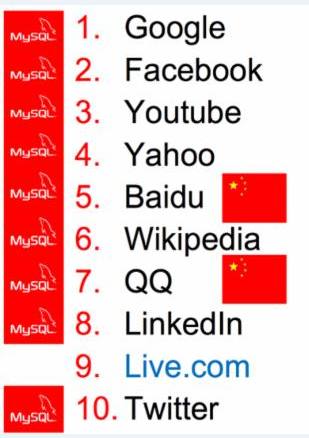 MySQL 1. Google
MySQL 2. Facebook
MySQL 3. Youtube
MySQL 4. Yahoo
MySQL 5. Baidu
MySQL 6. Wikipedia
MySQL 7. QQ
MySQL 8. LinkedIn
9. Live.com
MySQL 10. Twitter